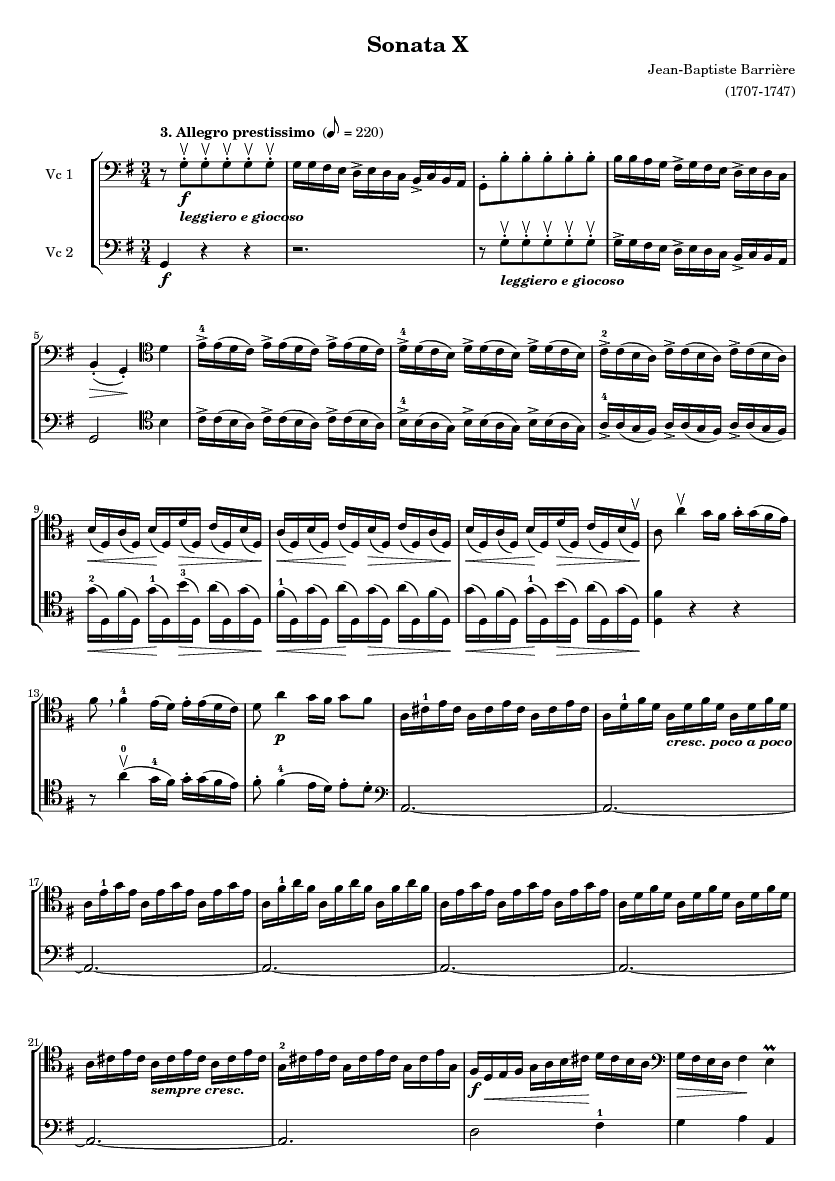 Sonata X
Jean-Baptiste Barrière
(1707-1747)
3. Allegro prestissimo (♪ = 220)
Vc 1
f
leggiero e giocoso
Vc 2
f
leggiero e giocoso
5
4
4
2
4
4
9
2
1
3
1
1
13
4
p
1
1
cresc. poco a poco
0
4
4
17
1
1
21
sempre cresc.
2
f
1